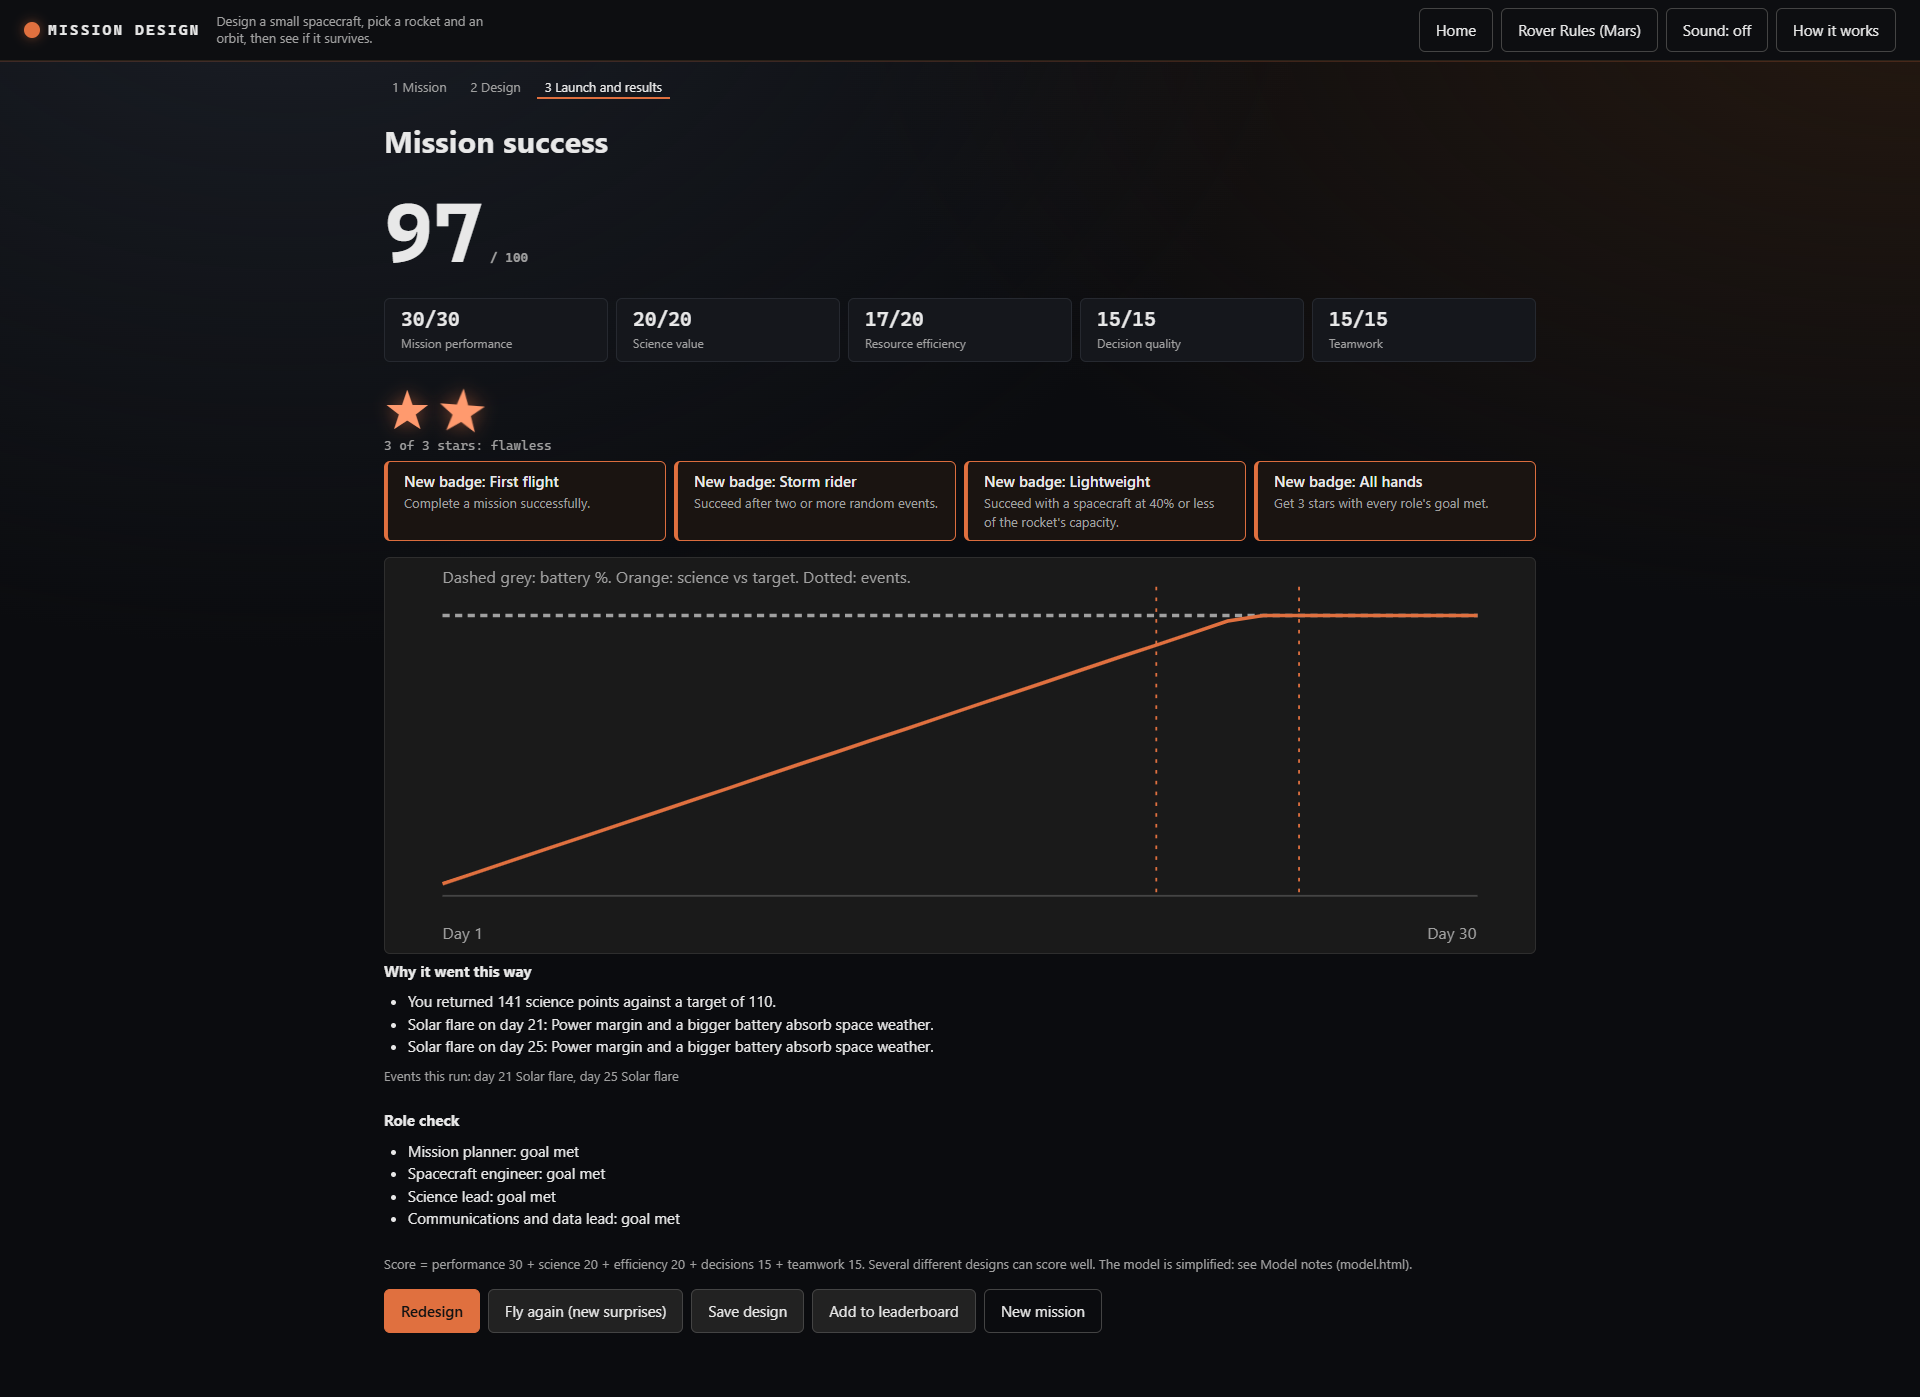 MISSION DESIGN
Design a small spacecraft, pick a rocket and an
orbit, then see if it survives.
Home
Rover Rules (Mars)
Sound: off
How it works
1 Mission
2 Design
3 Launch and results
Mission success
97 / 100
30/30
Mission performance
20/20
Science value
17/20
Resource efficiency
15/15
Decision quality
15/15
Teamwork
3 of 3 stars: flawless
New badge: First flight
Complete a mission successfully.
New badge: Storm rider
Succeed after two or more random events.
New badge: Lightweight
Succeed with a spacecraft at 40% or less
of the rocket's capacity.
New badge: All hands
Get 3 stars with every role's goal met.
Dashed grey: battery %. Orange: science vs target. Dotted: events.
Day 1
Day 30
Why it went this way
You returned 141 science points against a target of 110.
Solar flare on day 21: Power margin and a bigger battery absorb space weather.
Solar flare on day 25: Power margin and a bigger battery absorb space weather.
Events this run: day 21 Solar flare, day 25 Solar flare
Role check
Mission planner: goal met
Spacecraft engineer: goal met
Science lead: goal met
Communications and data lead: goal met
Score = performance 30 + science 20 + efficiency 20 + decisions 15 + teamwork 15. Several different designs can score well. The model is simplified: see Model notes (model.html).
Redesign
Fly again (new surprises)
Save design
Add to leaderboard
New mission